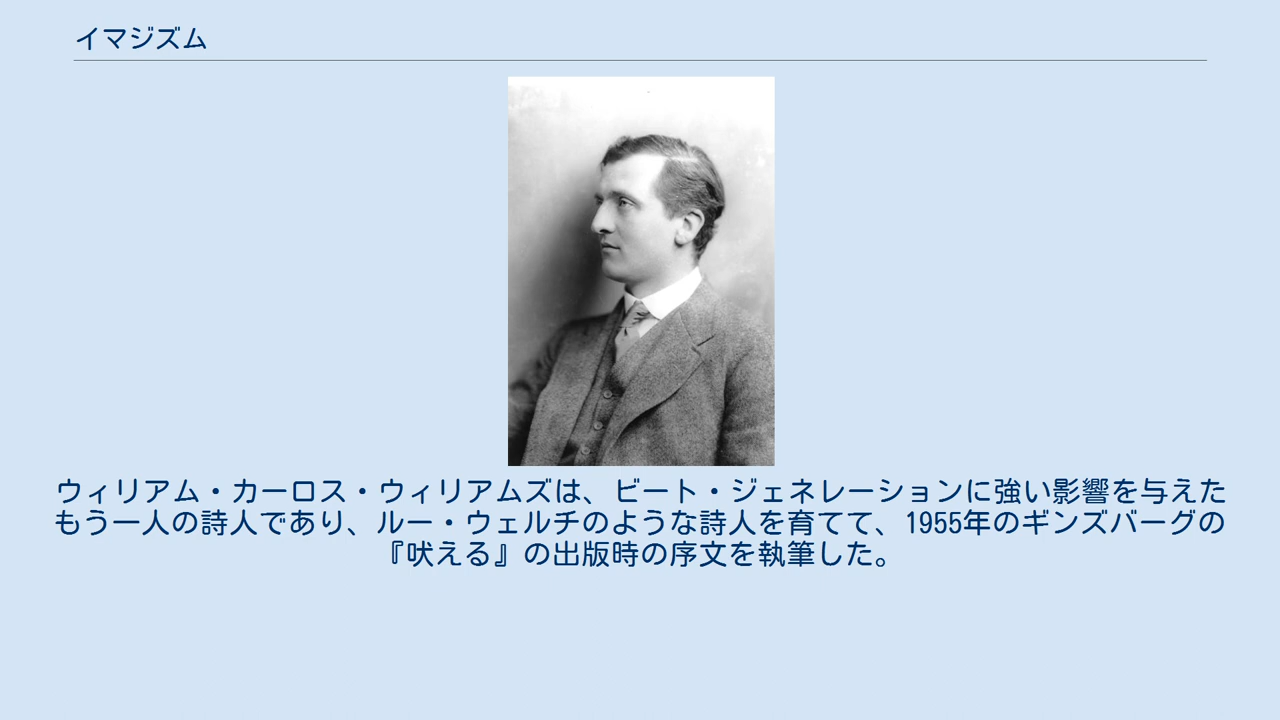 イマジズム
ウィリアム・カーロス・ウィリアムズは、ビート・ジェネレーションに強い影響を与えた
もう一人の詩人であり、ルー・ウェルチのような詩人を育てて、1955年のギンズバーグの
『吠える』の出版時の序文を執筆した。